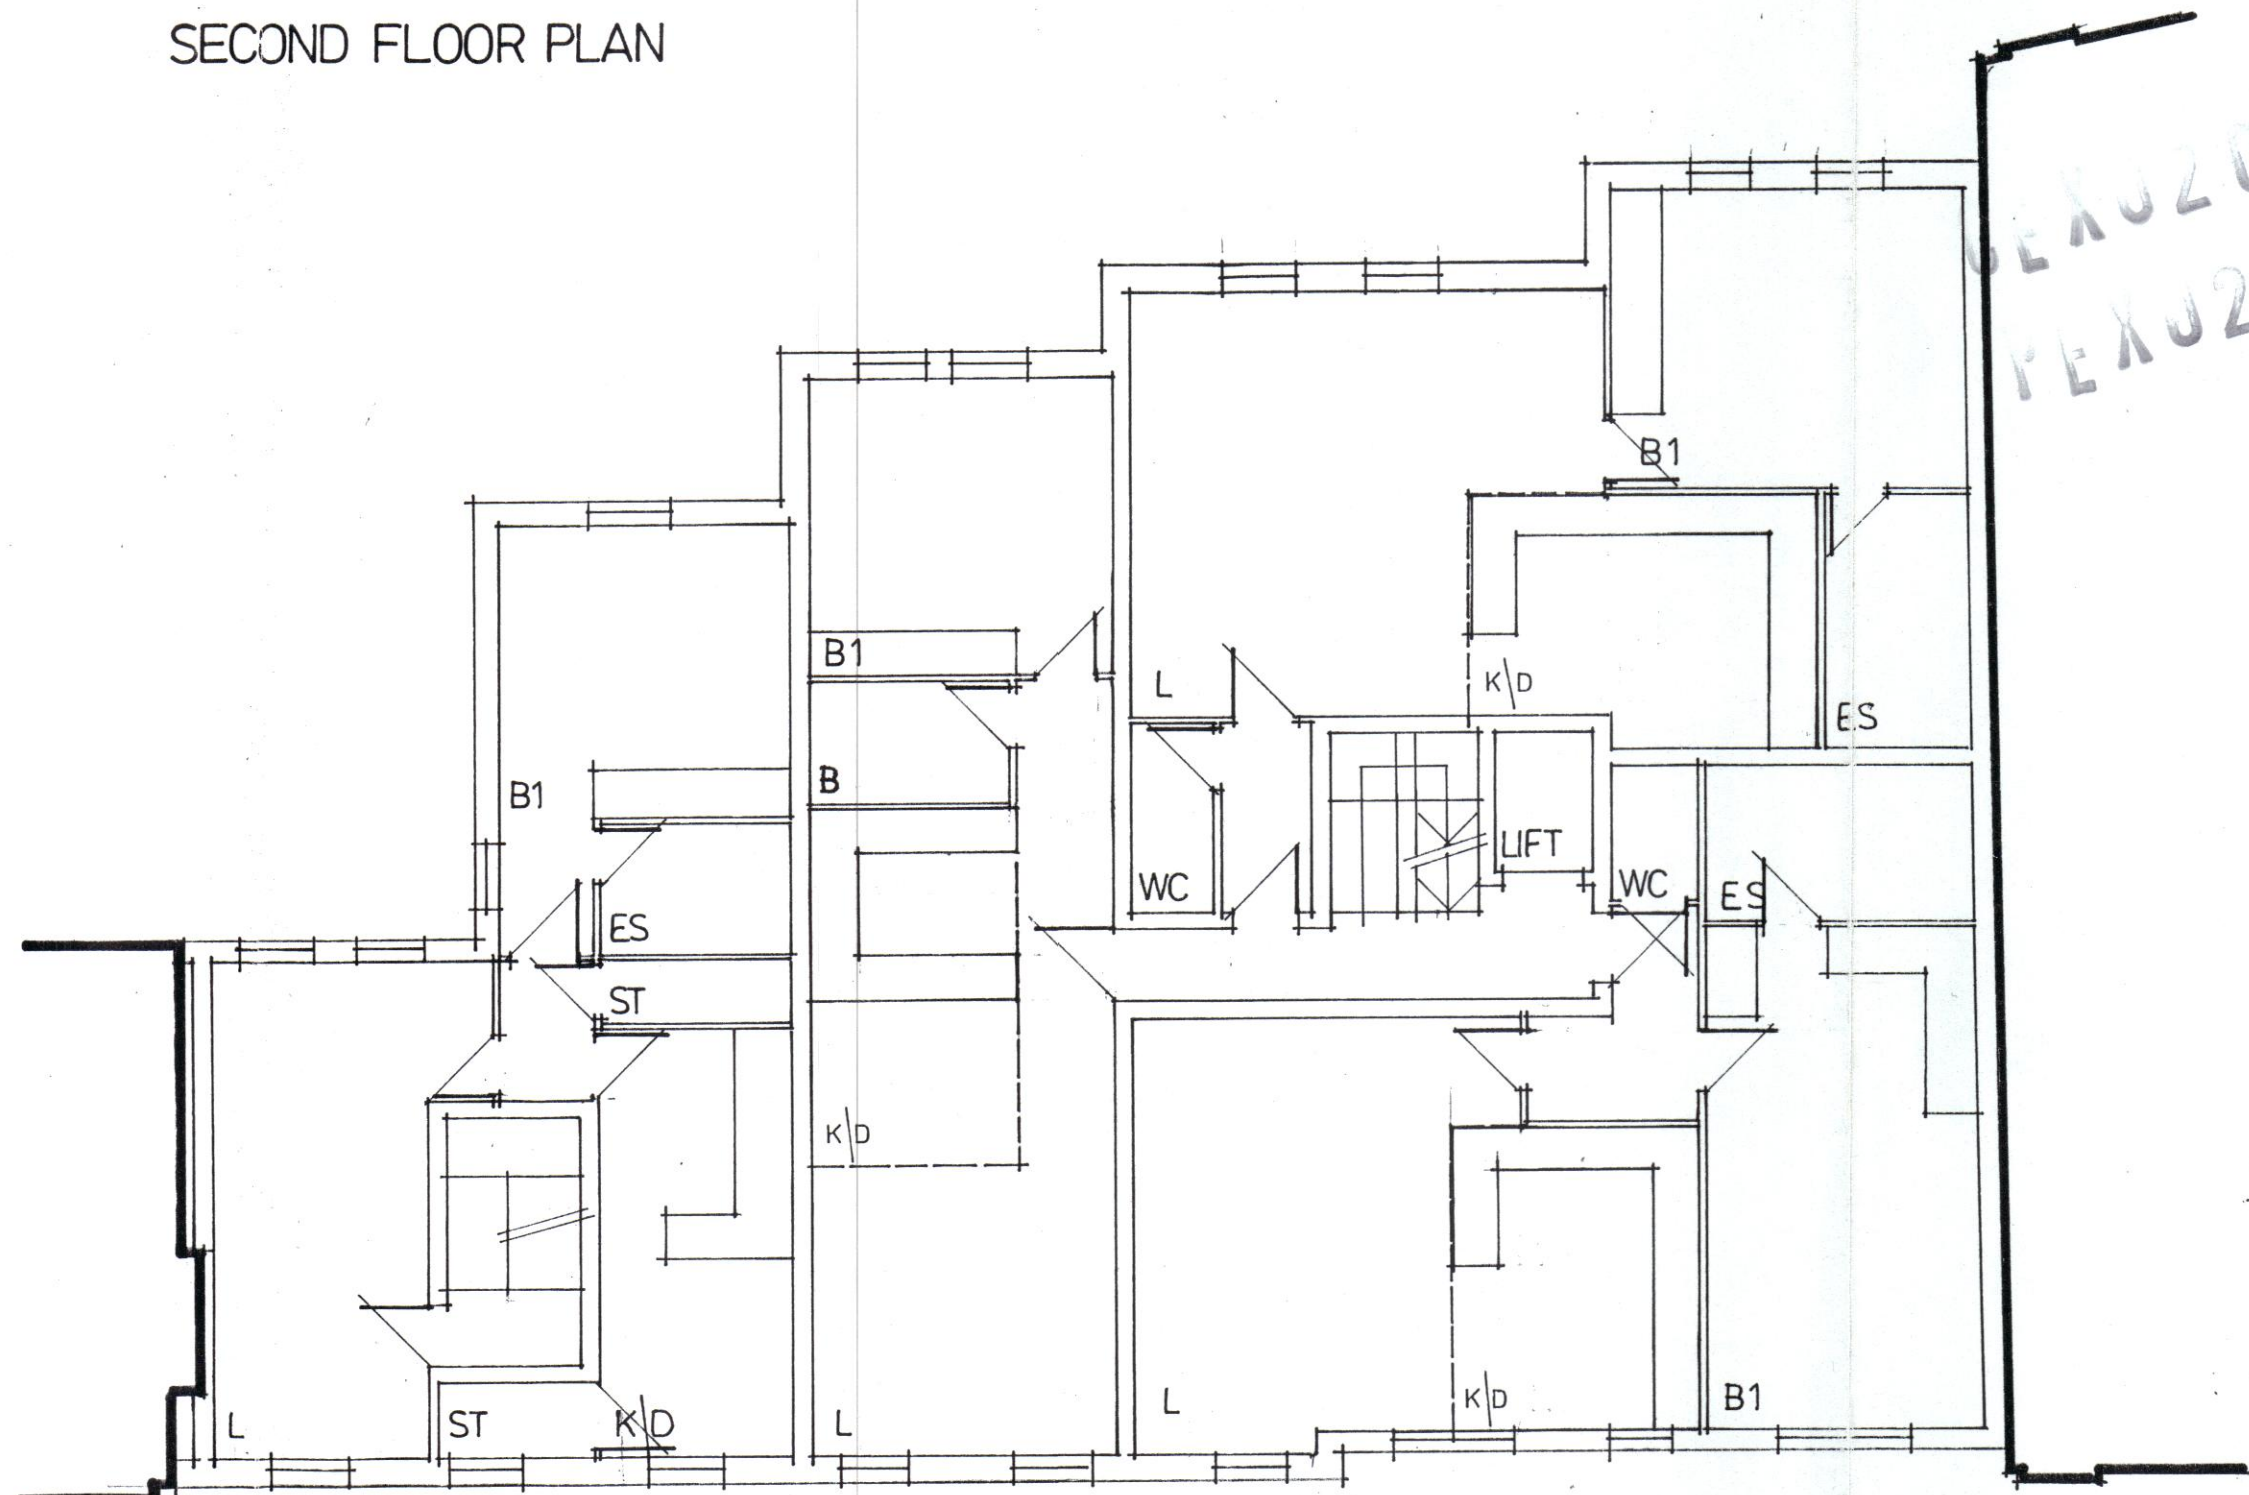 SECOND FLOOR PLAN
B1
B1
L
K/D
ES
B1
B
LIFT
WC
WC
ES
ES
ST
K/D
L
ST
K/D
L
L
K/D
B1